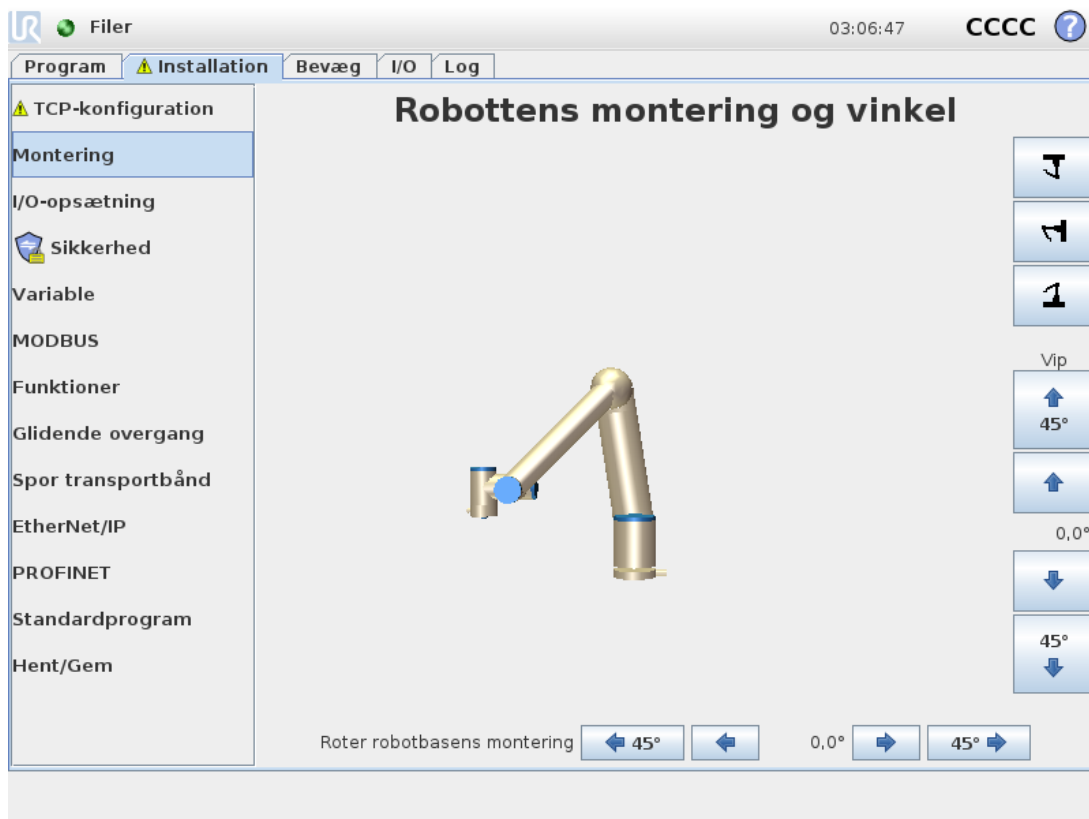 UR Filer 03:06:47 CCCC ?
Program Installation Bevæg I/O Log
TCP-konfiguration
Montering
I/O-opsætning
Sikkerhed
Variable
MODBUS
Funktioner
Glidende overgang
Spor transportbånd
EtherNet/IP
PROFINET
Standardprogram
Hent/Gem
Robottens montering og vinkel
Vip
45°
0,0°
45°
Roter robotbasens montering 45° 0,0° 45°